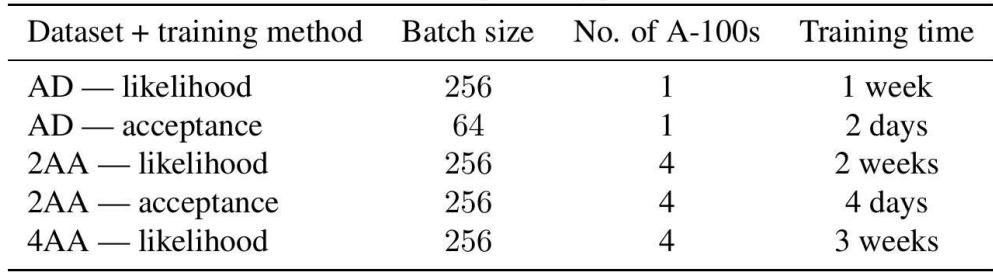 Dataset + training method Batch size No. of A-100s Training time
AD — likelihood 256 1 1 week
AD — acceptance 64 1 2 days
2AA — likelihood 256 4 2 weeks
2AA — acceptance 256 4 4 days
4AA — likelihood 256 4 3 weeks